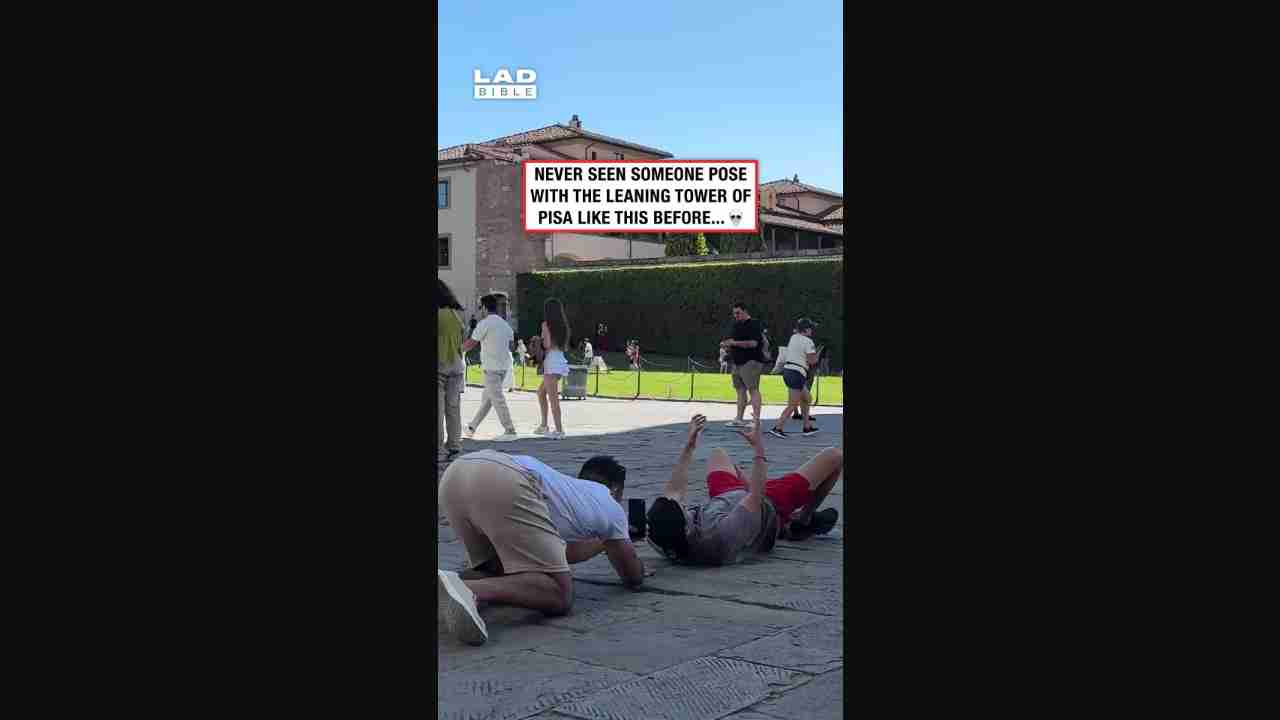 LAD
BIBLE
NEVER SEEN SOMEONE POSE
WITH THE LEANING TOWER OF
PISA LIKE THIS BEFORE... 💀